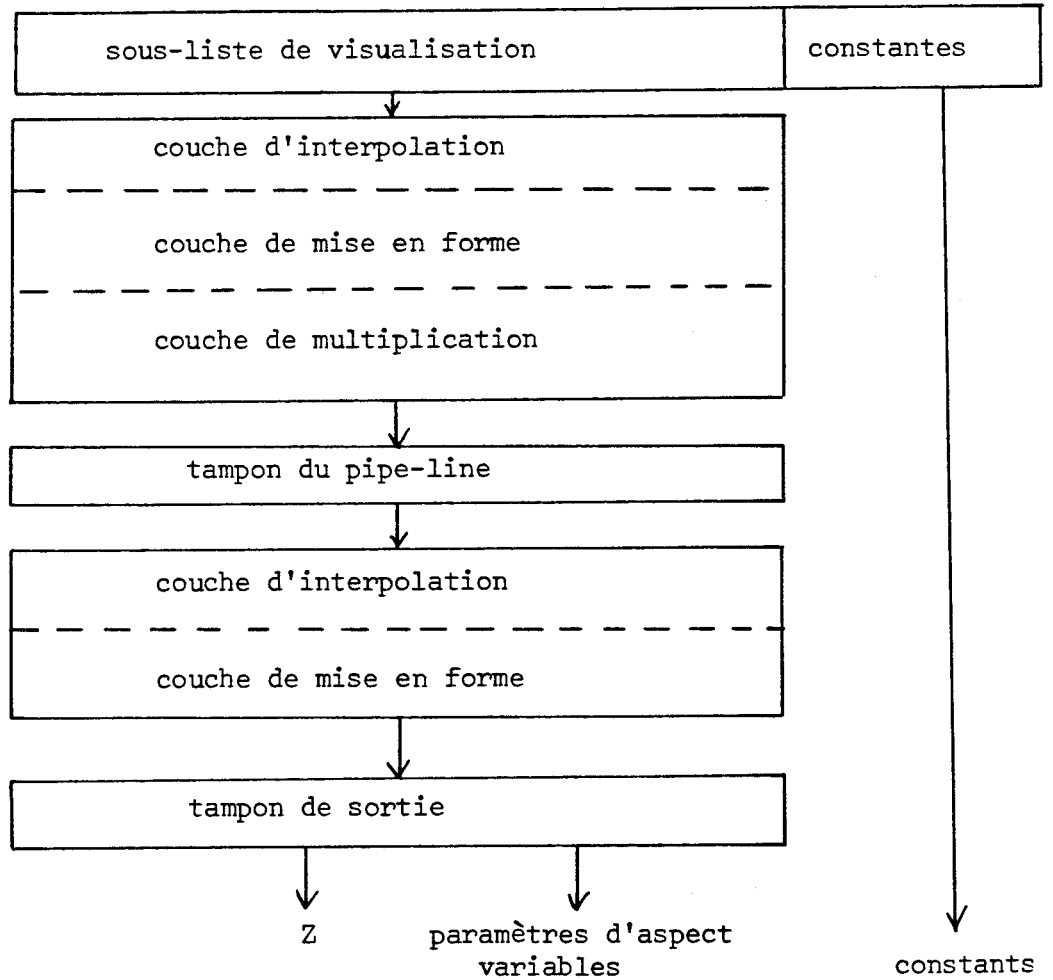 sous-liste de visualisation
constantes
couche d'interpolation
couche de mise en forme
couche de multiplication
tampon du pipe-line
couche d'interpolation
couche de mise en forme
tampon de sortie
Z
paramètres d'aspect
variables
constants